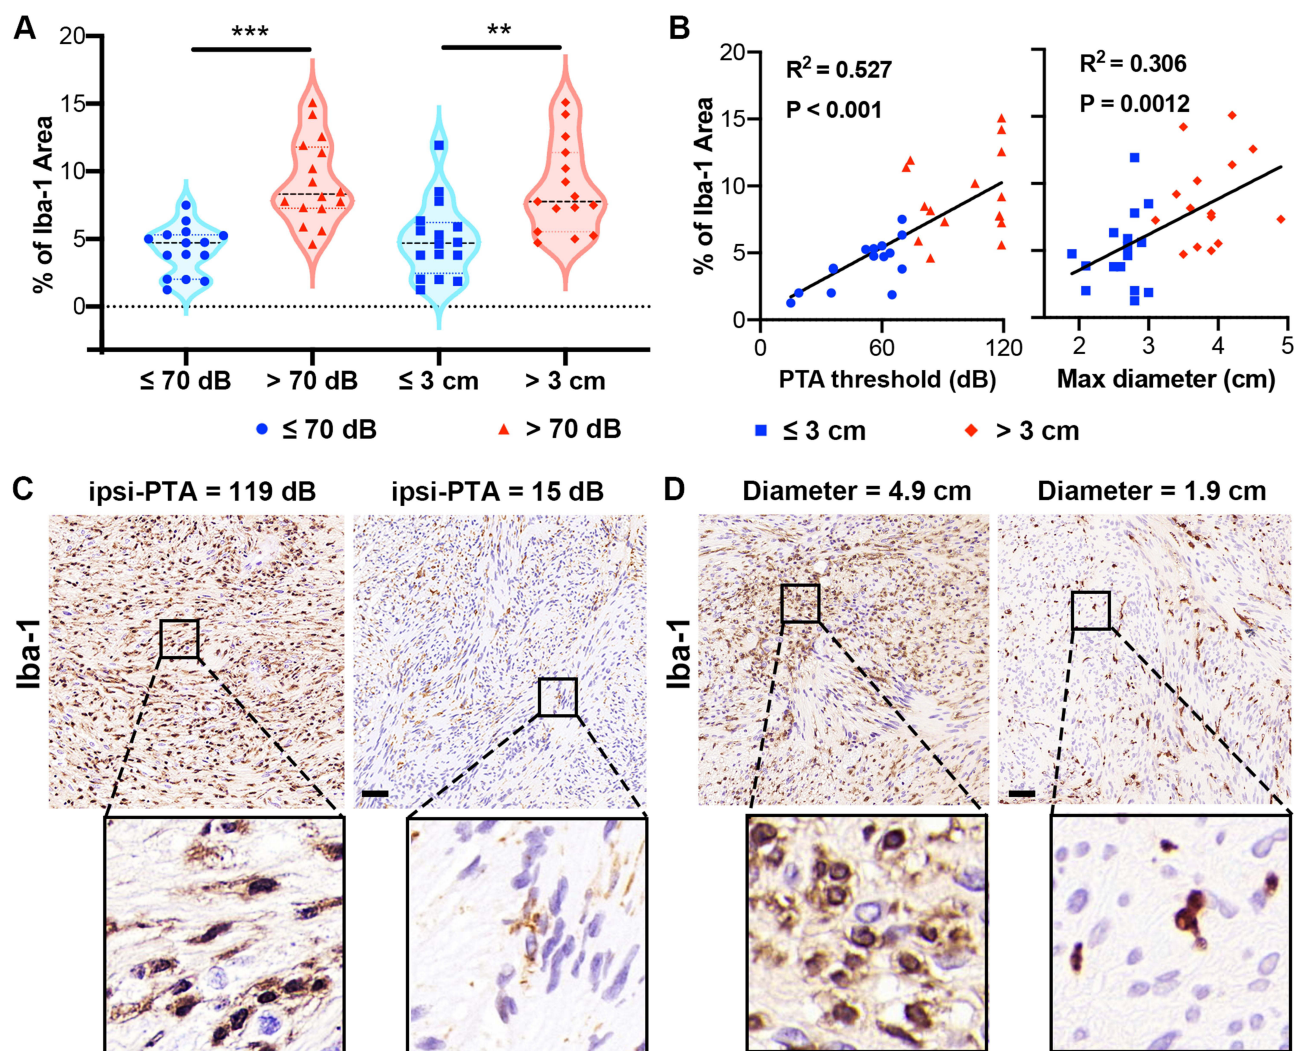 A
B
***
**
20
15
10
5
0
% of Iba-1 Area
≤ 70 dB
> 70 dB
≤ 3 cm
> 3 cm
≤ 70 dB
> 70 dB
20
15
10
5
0
% of Iba-1 Area
R² = 0.527
P < 0.001
0
60
120
PTA threshold (dB)
R² = 0.306
P = 0.0012
2
3
4
5
Max diameter (cm)
≤ 3 cm
> 3 cm
C
ipsi-PTA = 119 dB
ipsi-PTA = 15 dB
Iba-1
D
Diameter = 4.9 cm
Diameter = 1.9 cm
Iba-1